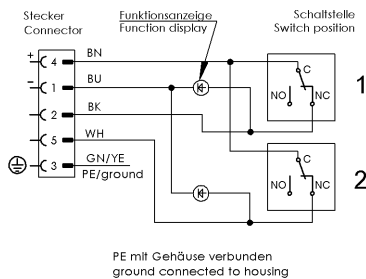 Stecker
Connector
Funktionsanzeige
Function display
Schaltstelle
Switch position
+ 4 BN
- 1 BU
2 BK
5 WH
3 GN/YE
PE/ground
C
NO NC
1
C
NO NC
2
PE mit Gehäuse verbunden
ground connected to housing